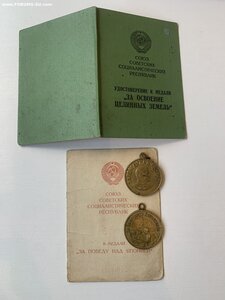 СОЮЗ
СОВЕТСКИХ
СОЦИАЛИСТИЧЕСКИХ
РЕСПУБЛИК
УДОСТОВЕРЕНИЕ К МЕДАЛИ
"ЗА ОСВОЕНИЕ
ЦЕЛИННЫХ ЗЕМЕЛЬ"
СОЮЗ
СОВЕТСКИХ
СОЦИАЛИСТИЧЕСКИХ
РЕСПУБЛИК
К МЕДАЛИ
"ЗА ПОБЕДУ НАД ЯПОНИЕЙ"